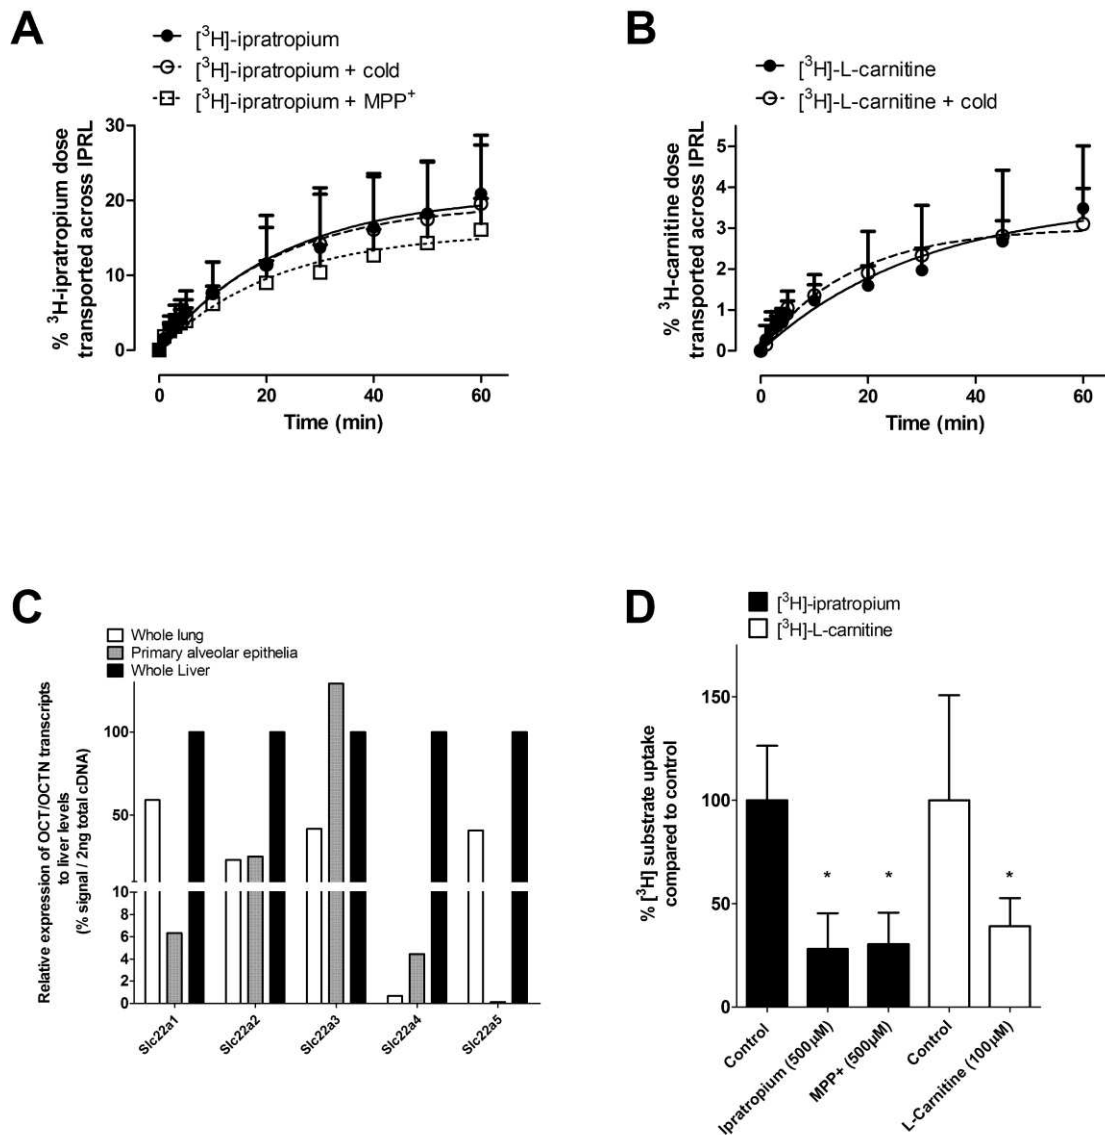 A
[³H]-ipratropium
[³H]-ipratropium + cold
[³H]-ipratropium + MPP⁺
% ³H-ipratropium dose
transported across IPRL
30
20
10
0
0 20 40 60
Time (min)
B
[³H]-L-carnitine
[³H]-L-carnitine + cold
% ³H-carnitine dose
transported across IPRL
5
4
3
2
1
0
0 20 40 60
Time (min)
C
Whole lung
Primary alveolar epithelia
Whole Liver
Relative expression of OCT/OCTN transcripts
to liver levels
(% signal / 2ng total cDNA)
100
50
10
8
6
4
2
0
Slc22a1 Slc22a2 Slc22a3 Slc22a4 Slc22a5
D
[³H]-ipratropium
[³H]-L-carnitine
% [³H] substrate uptake
compared to control
150
100
50
0
* * *
Control
Ipratropium (500µM)
MPP+ (500µM)
Control
L-Carnitine (100µM)